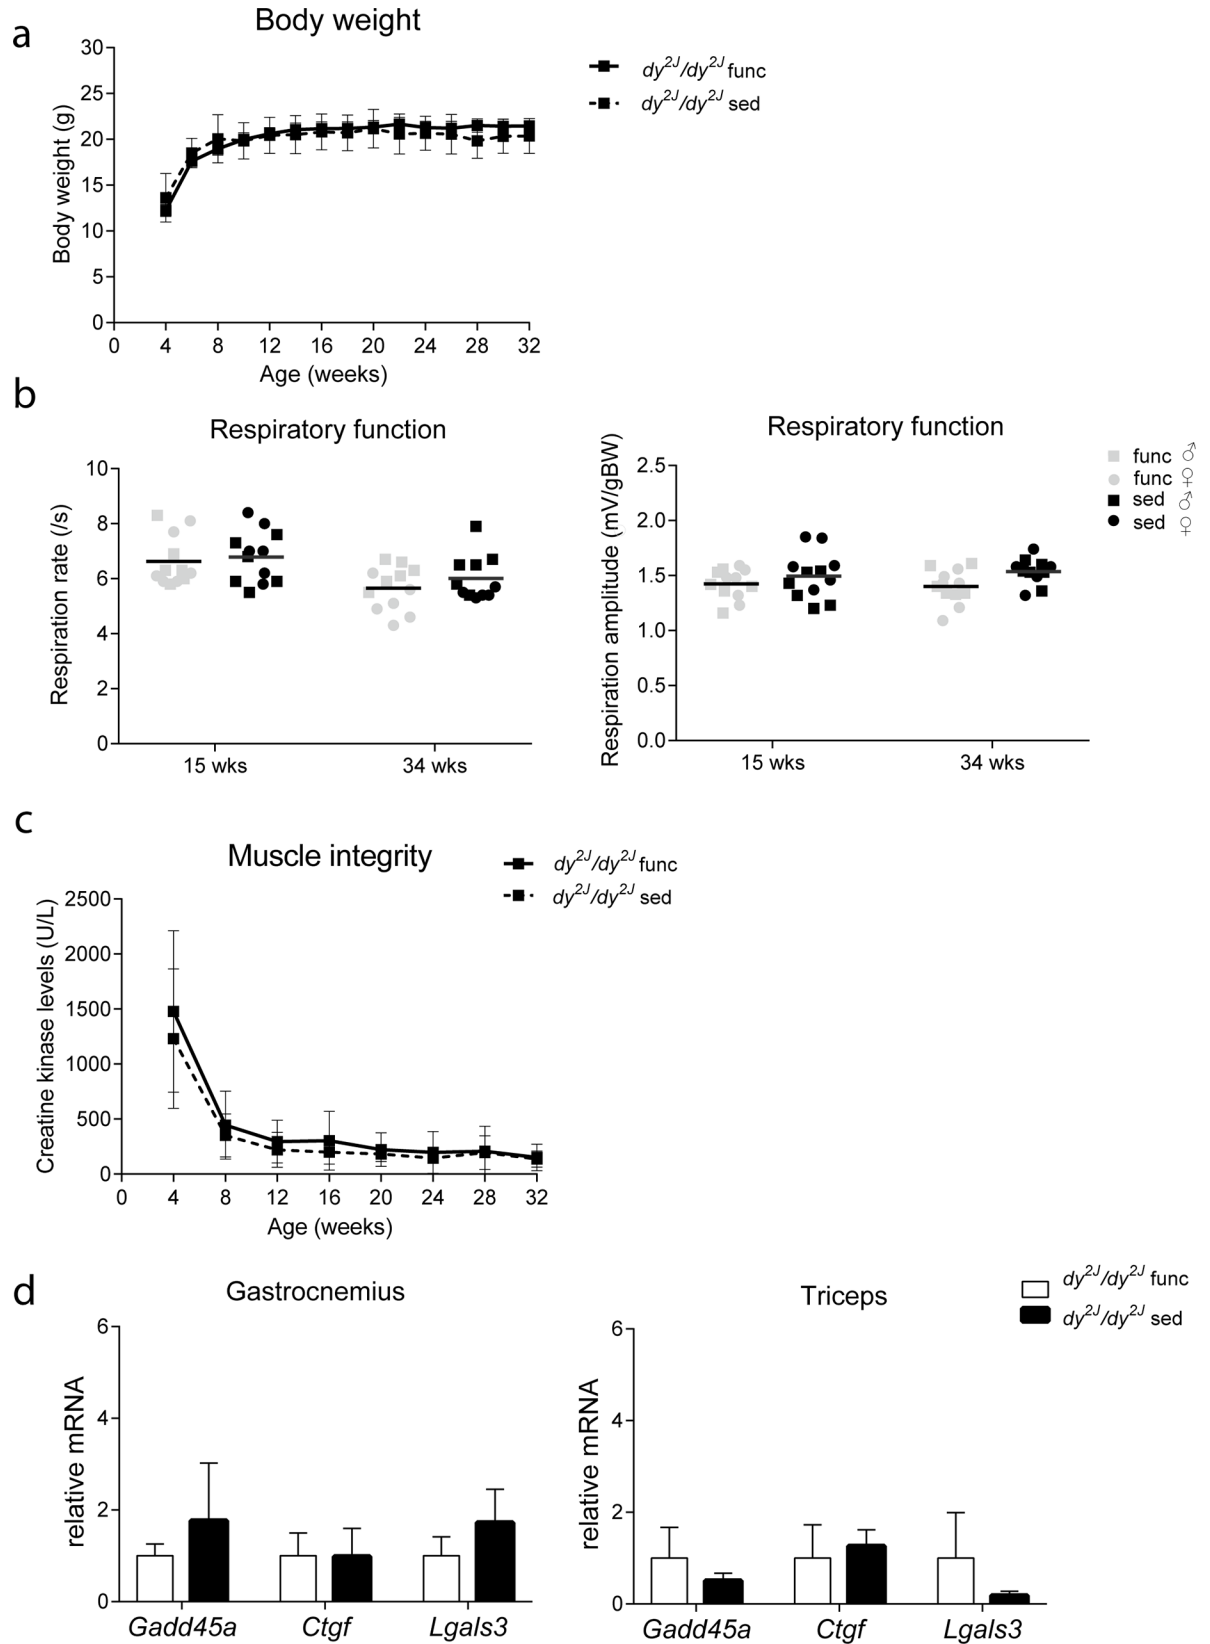 a
Body weight
30
25
20
15
10
5
0
Body weight (g)
0 4 8 12 16 20 24 28 32
Age (weeks)
dy2J/dy2J func
dy2J/dy2J sed
b
Respiratory function
10
8
6
4
2
0
Respiration rate (/s)
15 wks 34 wks
Respiratory function
2.5
2.0
1.5
1.0
0.5
0.0
Respiration amplitude (mV/gBW)
15 wks 34 wks
func ♂
func ♀
sed ♂
sed ♀
c
Muscle integrity
2500
2000
1500
1000
500
0
Creatine kinase levels (U/L)
0 4 8 12 16 20 24 28 32
Age (weeks)
dy2J/dy2J func
dy2J/dy2J sed
d
Gastrocnemius
6
4
2
0
relative mRNA
Gadd45a Ctgf Lgals3
Triceps
6
4
2
0
relative mRNA
Gadd45a Ctgf Lgals3
dy2J/dy2J func
dy2J/dy2J sed